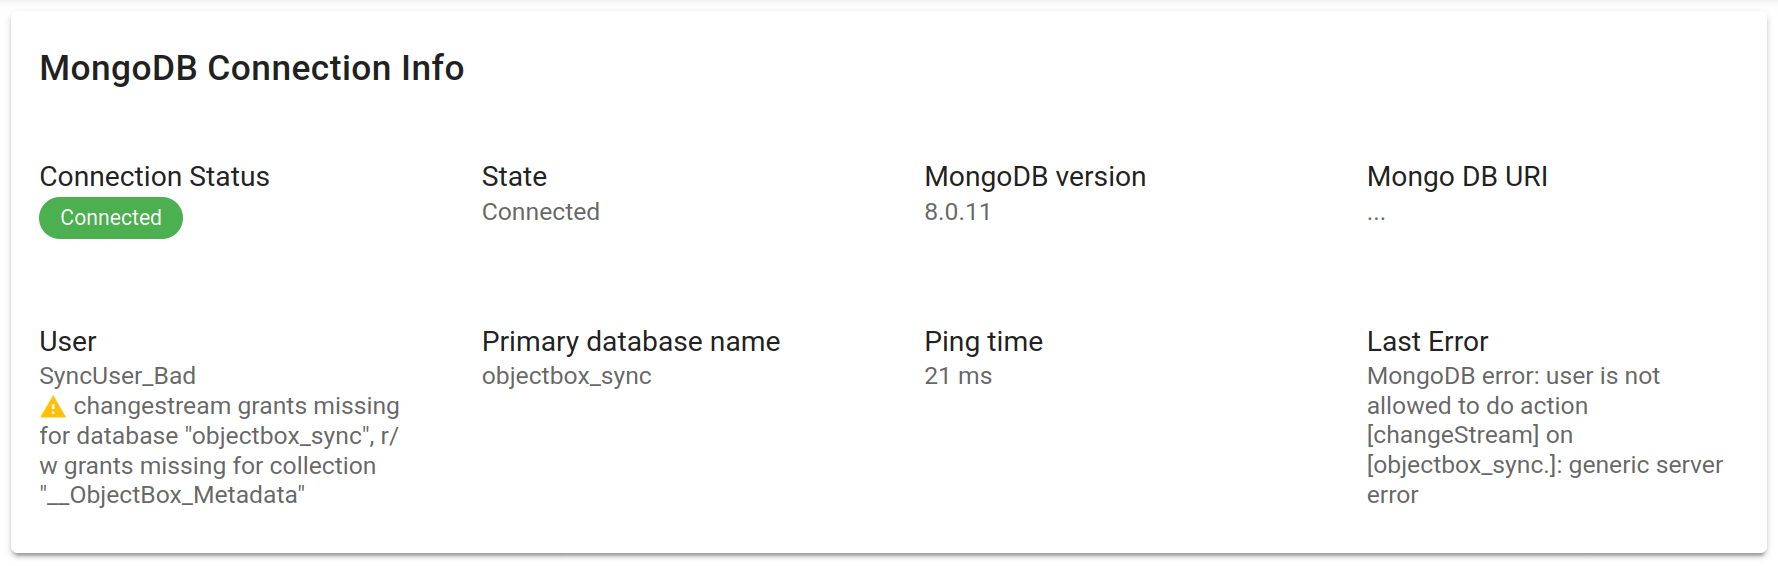 MongoDB Connection Info
Connection Status
Connected
State
Connected
MongoDB version
8.0.11
Mongo DB URI
...
User
SyncUser_Bad
changestream grants missing
for database "objectbox_sync", r/
w grants missing for collection
"__ObjectBox_Metadata"
Primary database name
objectbox_sync
Ping time
21 ms
Last Error
MongoDB error: user is not
allowed to do action
[changeStream] on
[objectbox_sync.]: generic server
error